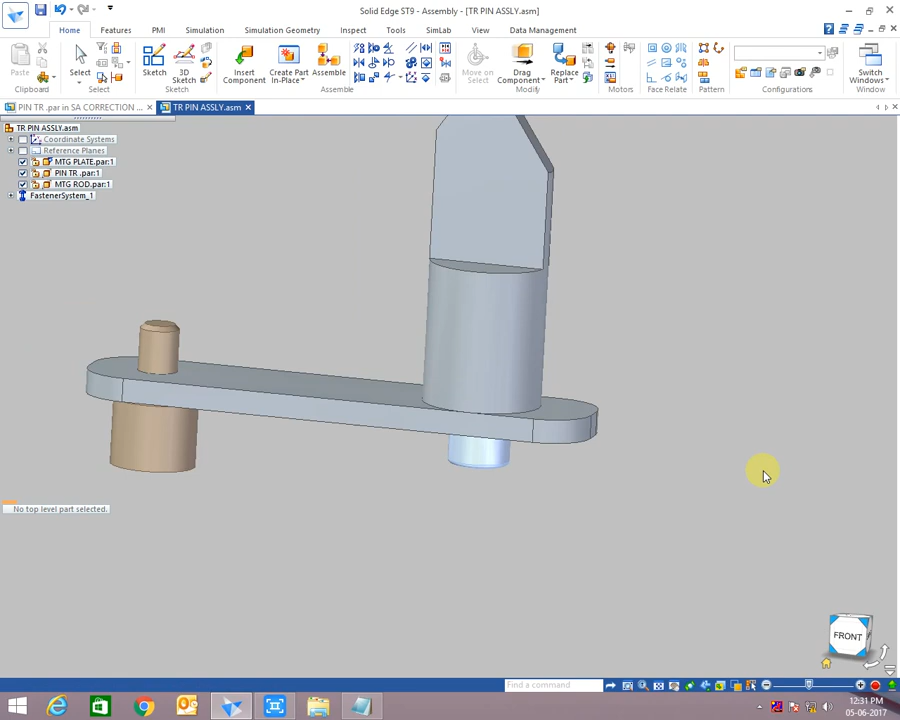 Solid Edge ST9 - Assembly - [TR PIN ASSLY.asm]
Home Features PMI Simulation Simulation Geometry Inspect Tools SimLab View Data Management
Paste
Clipboard
Select
Select
Sketch
3D Sketch
Sketch
Insert Component
Create Part In-Place
Assembly
Assemble
Move on Select
Drag Component
Replace Part
Modify
Motors
Face Relate
Pattern
Configurations
Switch Windows
Window
PIN TR .par in SA CORRECTION ...
TR PIN ASSLY.asm
TR PIN ASSLY.asm
Coordinate Systems
Reference Planes
MTG PLATE.par:1
PIN TR .par:1
MTG ROD.par:1
FastenerSystem_1
No top level part selected.
FRONT
Find a command
12:31 PM
05-06-2017